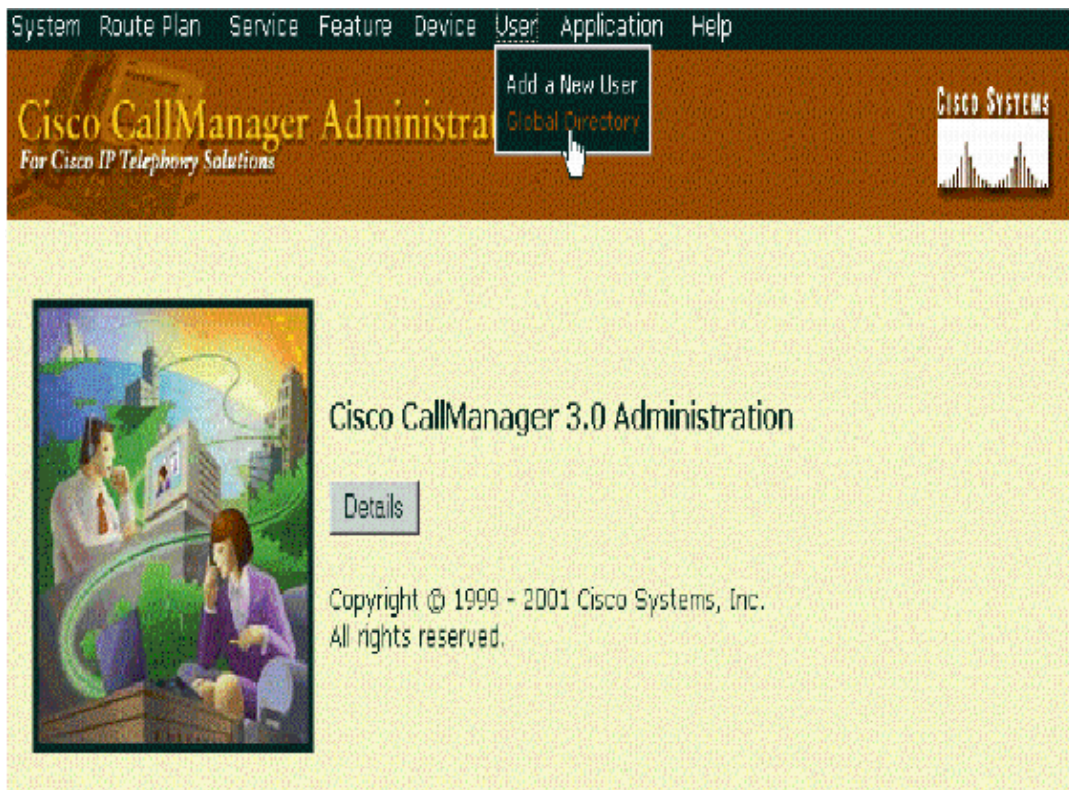 System Route Plan Service Feature Device User Application Help
Add a New User
Global Directory
Cisco CallManager Administra
For Cisco IP Telephony Solutions
CISCO SYSTEMS
Cisco CallManager 3.0 Administration
Details
Copyright © 1999 - 2001 Cisco Systems, Inc.
All rights reserved.